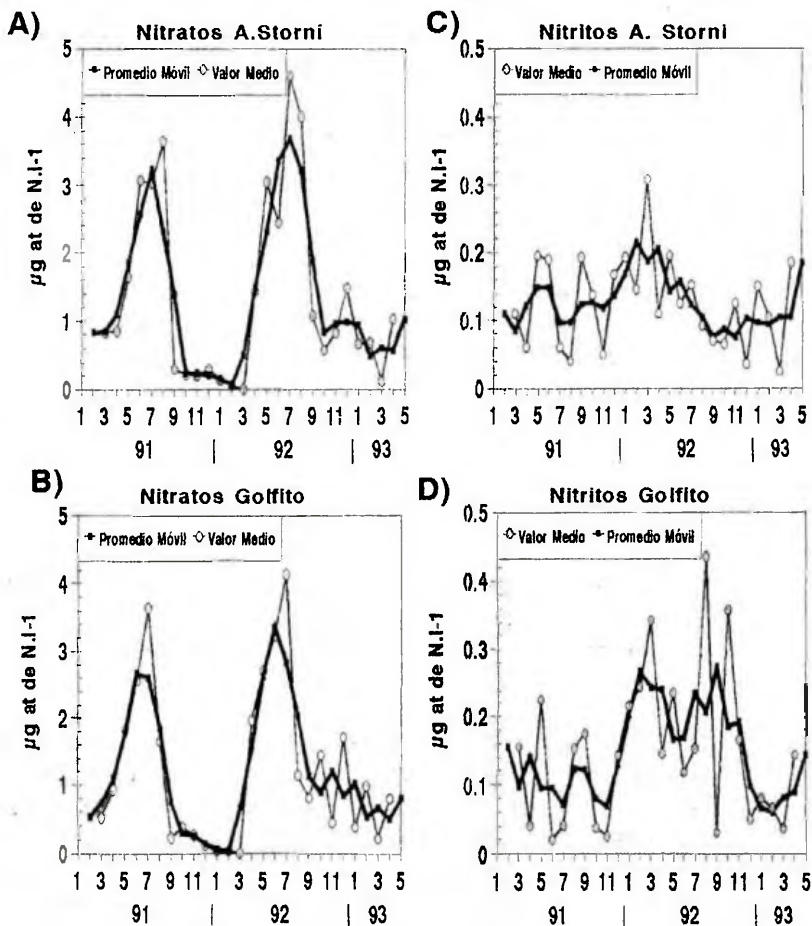 A)
Nitratos A.Storni
Promedio Móvil Valor Medio
µg at de N.l-1
5
4
3
2
1
0
1 3 5 7 9 11 1 3 5 7 9 11 1 3 5
91 | 92 | 93
C)
Nitritos A. Storni
Valor Medio Promedio Móvil
µg at de N.l-1
0.5
0.4
0.3
0.2
0.1
0
1 3 5 7 9 11 1 3 5 7 9 11 1 3 5
91 | 92 | 93
B)
Nitratos Golfito
Promedio Móvil Valor Medio
µg at de N.l-1
5
4
3
2
1
0
1 3 5 7 9 11 1 3 5 7 9 11 1 3 5
91 | 92 | 93
D)
Nitritos Golfito
Valor Medio Promedio Móvil
µg at de N.l-1
0.5
0.4
0.3
0.2
0.1
0
1 3 5 7 9 11 1 3 5 7 9 11 1 3 5
91 | 92 | 93